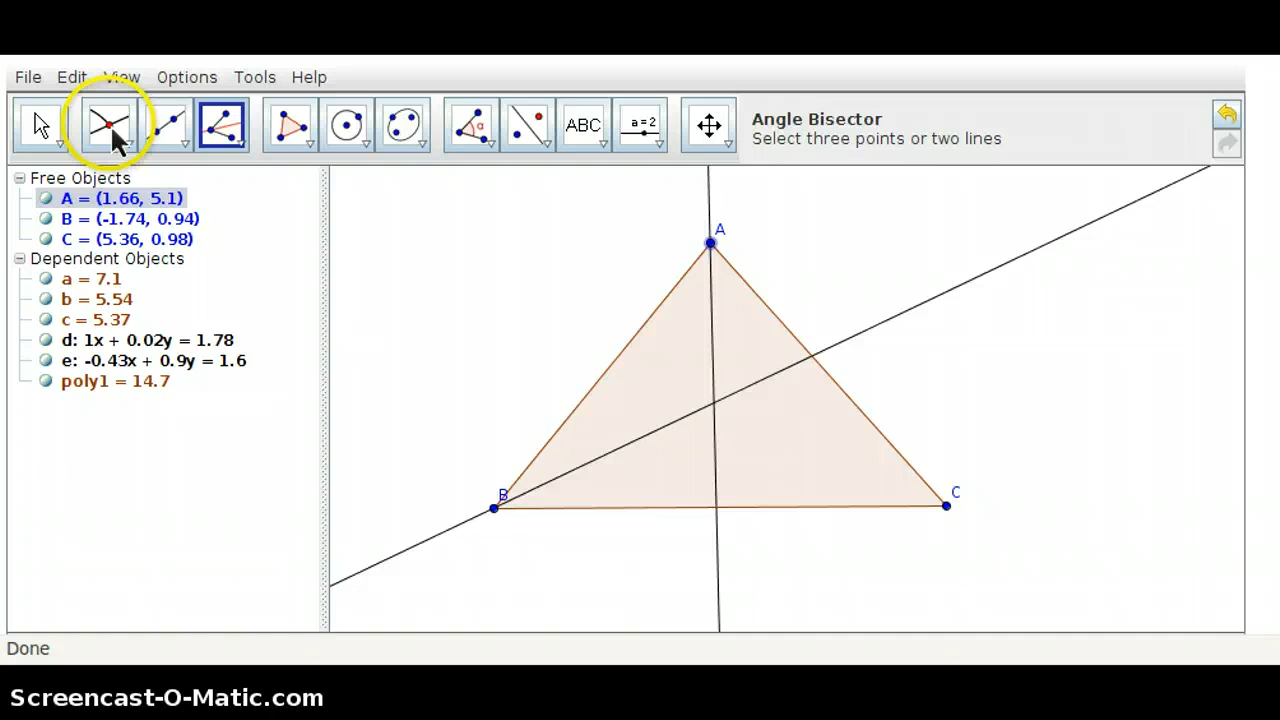 File Edit View Options Tools Help
α ABC a=2
Angle Bisector
Select three points or two lines
Free Objects
A = (1.66, 5.1)
B = (-1.74, 0.94)
C = (5.36, 0.98)
Dependent Objects
a = 7.1
b = 5.54
c = 5.37
d: 1x + 0.02y = 1.78
e: -0.43x + 0.9y = 1.6
poly1 = 14.7
A
B
C
Done
Screencast-O-Matic.com